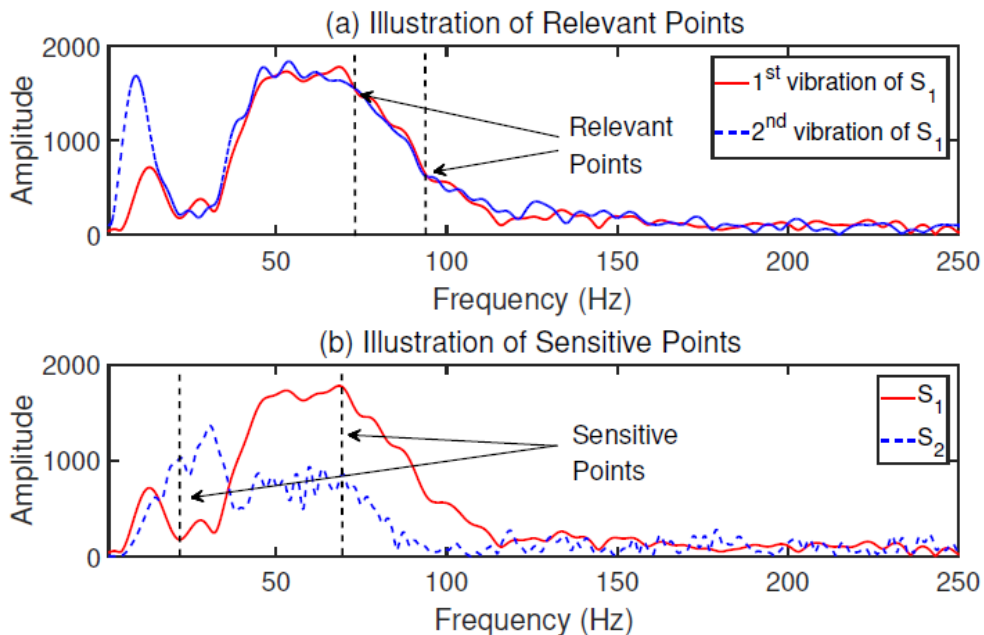 (a) Illustration of Relevant Points
2000
1000
0
Amplitude
1st vibration of S1
2nd vibration of S1
Relevant
Points
50
100
150
200
250
Frequency (Hz)
(b) Illustration of Sensitive Points
2000
1000
0
Amplitude
S1
S2
Sensitive
Points
50
100
150
200
250
Frequency (Hz)